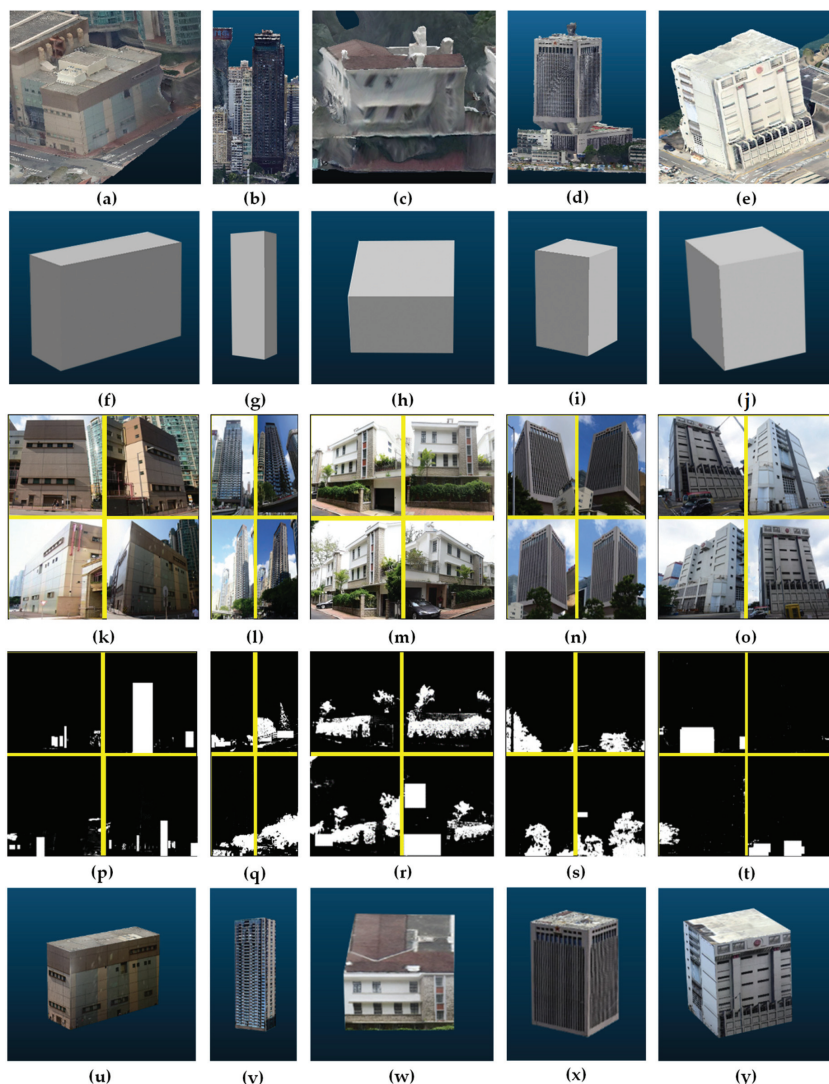 (a) (b) (c) (d) (e)
(f) (g) (h) (i) (j)
(k) (l) (m) (n) (o)
(p) (q) (r) (s) (t)
(u) (v) (w) (x) (y)